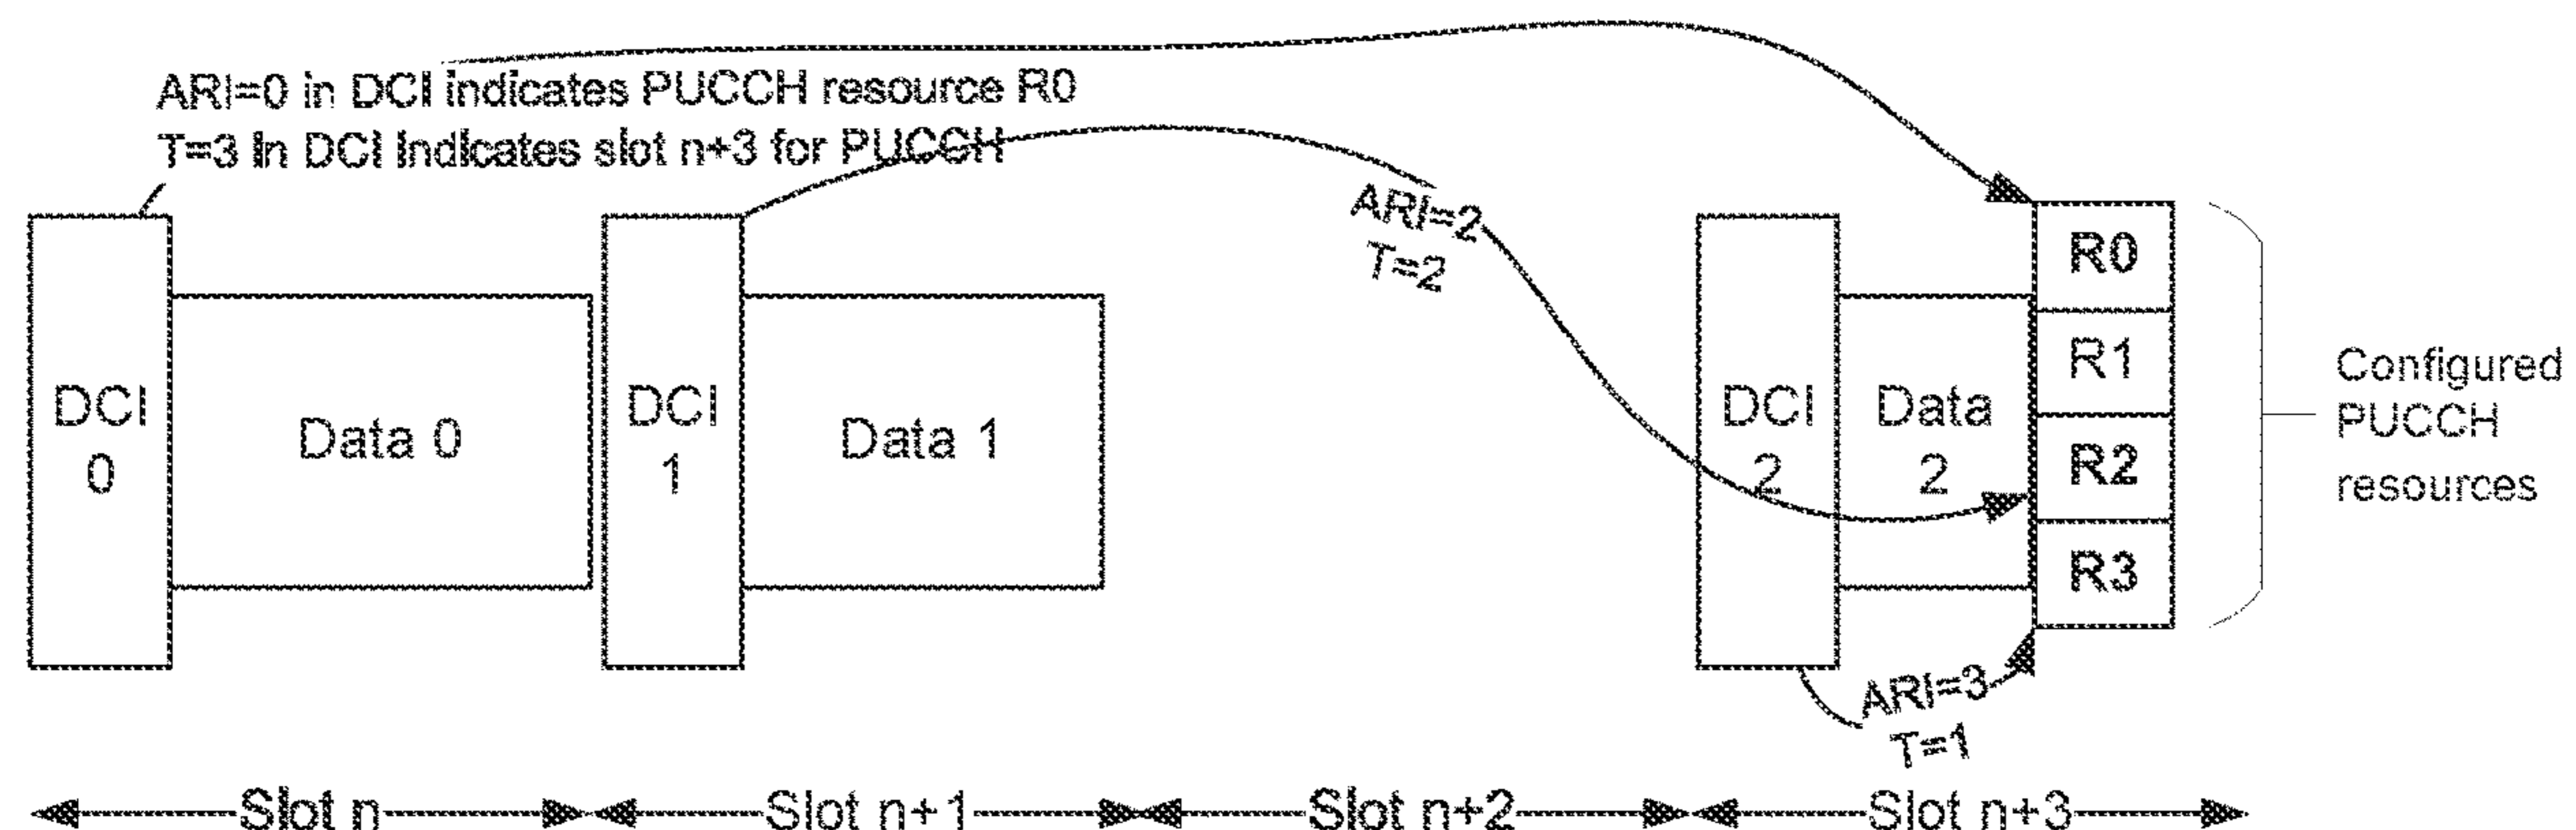 ARI=0 in DCI indicates PUCCH resource R0
T=3 in DCI indicates slot n+3 for PUCCH
ARI=2
T=2
DCI
0
Data 0
DCI
1
Data 1
DCI
2
Data
2
R0
R1
R2
R3
Configured
PUCCH
resources
ARI=3
T=1
Slot n
Slot n+1
Slot n+2
Slot n+3